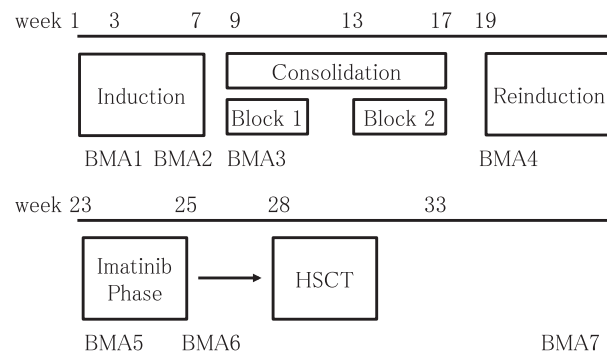 week 1 3 7 9 13 17 19
Consolidation
Induction Reinduction
Block 1 Block 2
BMA1 BMA2 BMA3 BMA4
week 23 25 28 33
Imatinib
Phase
HSCT
BMA5 BMA6 BMA7